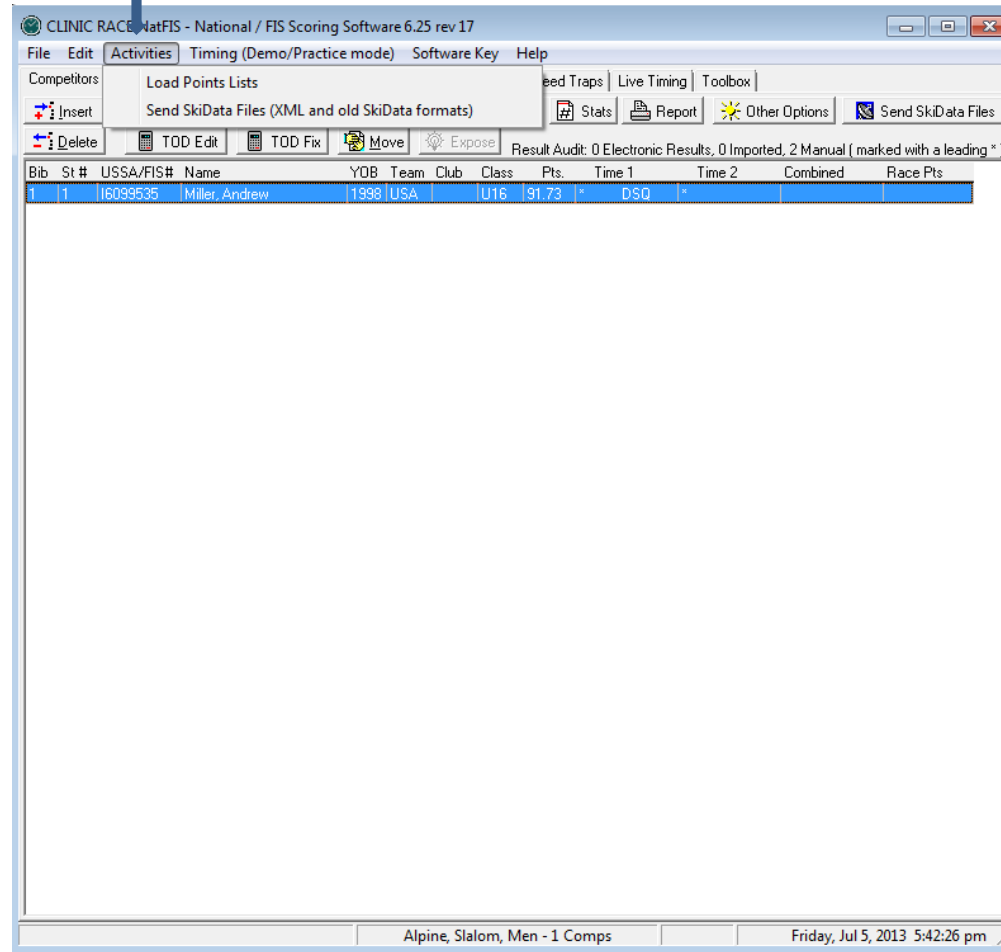 CLINIC RACE NatFIS - National / FIS Scoring Software 6.25 rev 17
File Edit Activities Timing (Demo/Practice mode) Software Key Help
Competitors eed Traps Live Timing Toolbox
Load Points Lists
Insert # Stats Report Other Options Send SkiData Files
Send SkiData Files (XML and old SkiData formats)
Delete TOD Edit TOD Fix Move Expose Result Audit: 0 Electronic Results, 0 Imported, 2 Manual ( marked with a leading *
Bib St # USSA/FIS# Name YOB Team Club Class Pts. Time 1 Time 2 Combined Race Pts
1 1 I6099535 Miller, Andrew 1998 USA U16 91.73 * DSQ *
Alpine, Slalom, Men - 1 Comps Friday, Jul 5, 2013 5:42:26 pm